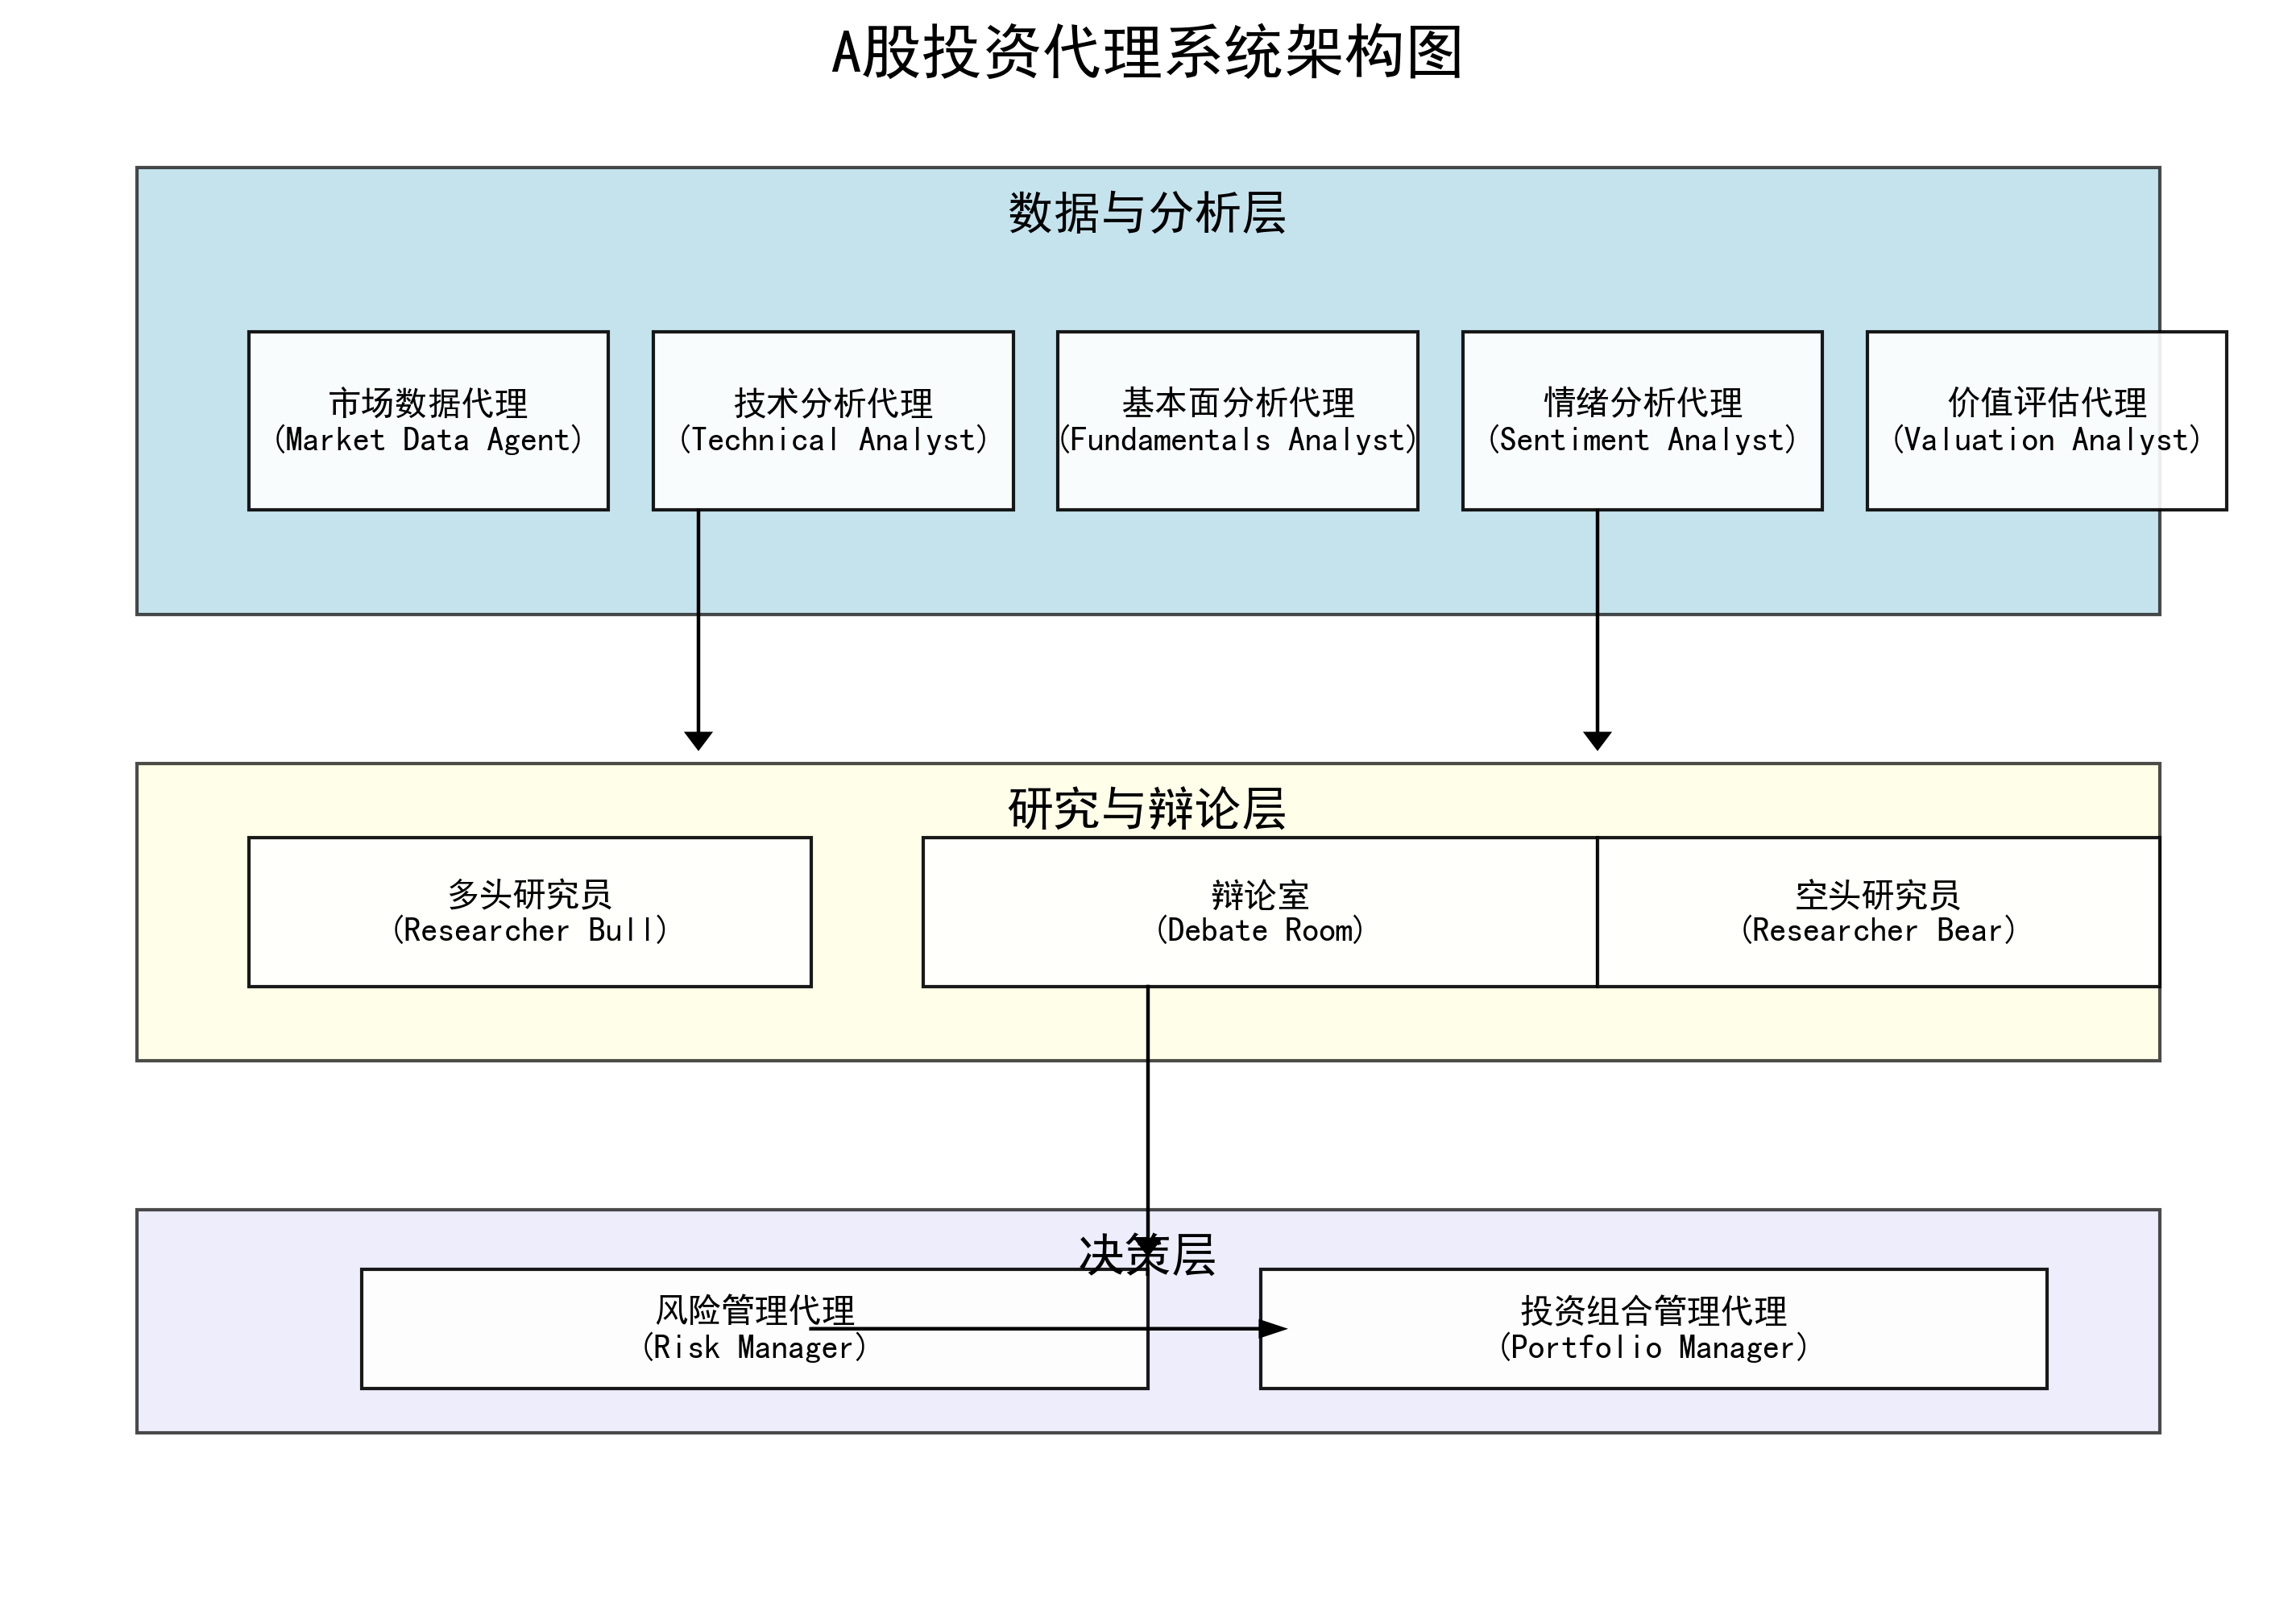 A股投资代理系统架构图
数据与分析层
市场数据代理
(Market Data Agent)
技术分析代理
(Technical Analyst)
基本面分析代理
(Fundamentals Analyst)
情绪分析代理
(Sentiment Analyst)
价值评估代理
(Valuation Analyst)
研究与辩论层
多头研究员
(Researcher Bull)
辩论室
(Debate Room)
空头研究员
(Researcher Bear)
决策层
风险管理代理
(Risk Manager)
投资组合管理代理
(Portfolio Manager)